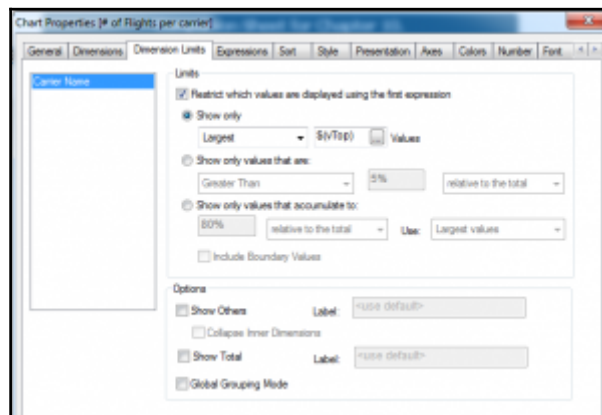 Chart Properties [# of Flights per carrier]
General Dimensions Dimension Limits Expressions Sort Style Presentation Axes Colors Number Font
Carrier Name
Limits
Restrict which values are displayed using the first expression
Show only
Largest $(vTop) ... Values
Show only values that are:
Greater Than 5% relative to the total
Show only values that accumulate to:
80% relative to the total Use: Largest values
Include Boundary Values
Options
Show Others Label: <use default>
Collapse Inner Dimensions
Show Total Label: <use default>
Global Grouping Mode